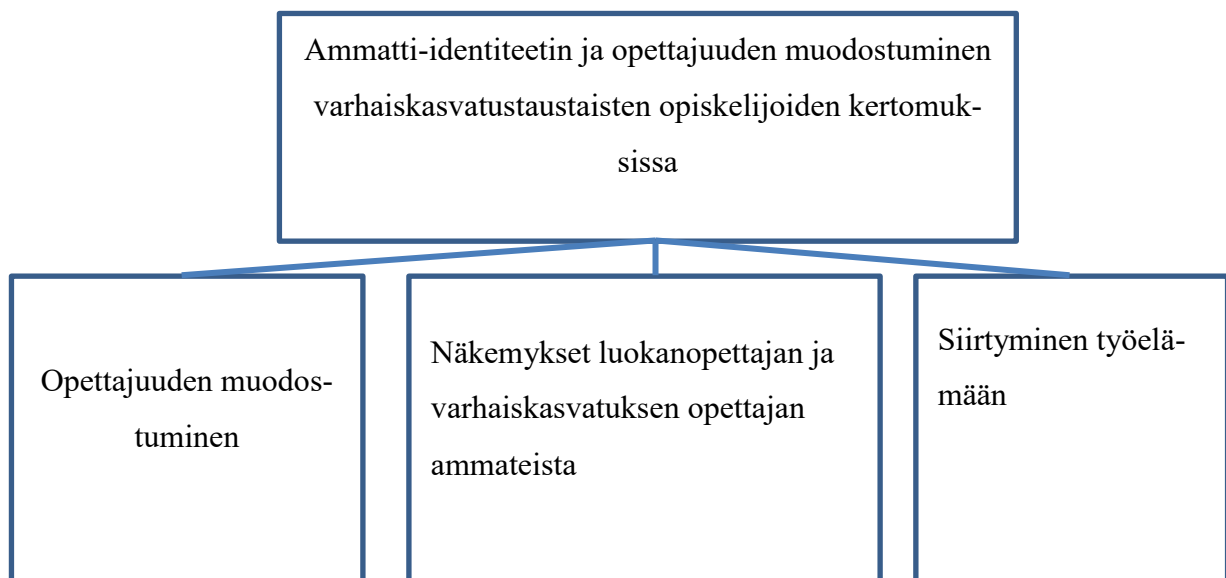 Ammatti-identiteetin ja opettajuuden muodostuminen
varhaiskasvatustaustaisten opiskelijoiden kertomuk-
sissa
Opettajuuden muodos-
tuminen
Näkemykset luokanopettajan ja
varhaiskasvatuksen opettajan
ammateista
Siirtyminen työelä-
mään